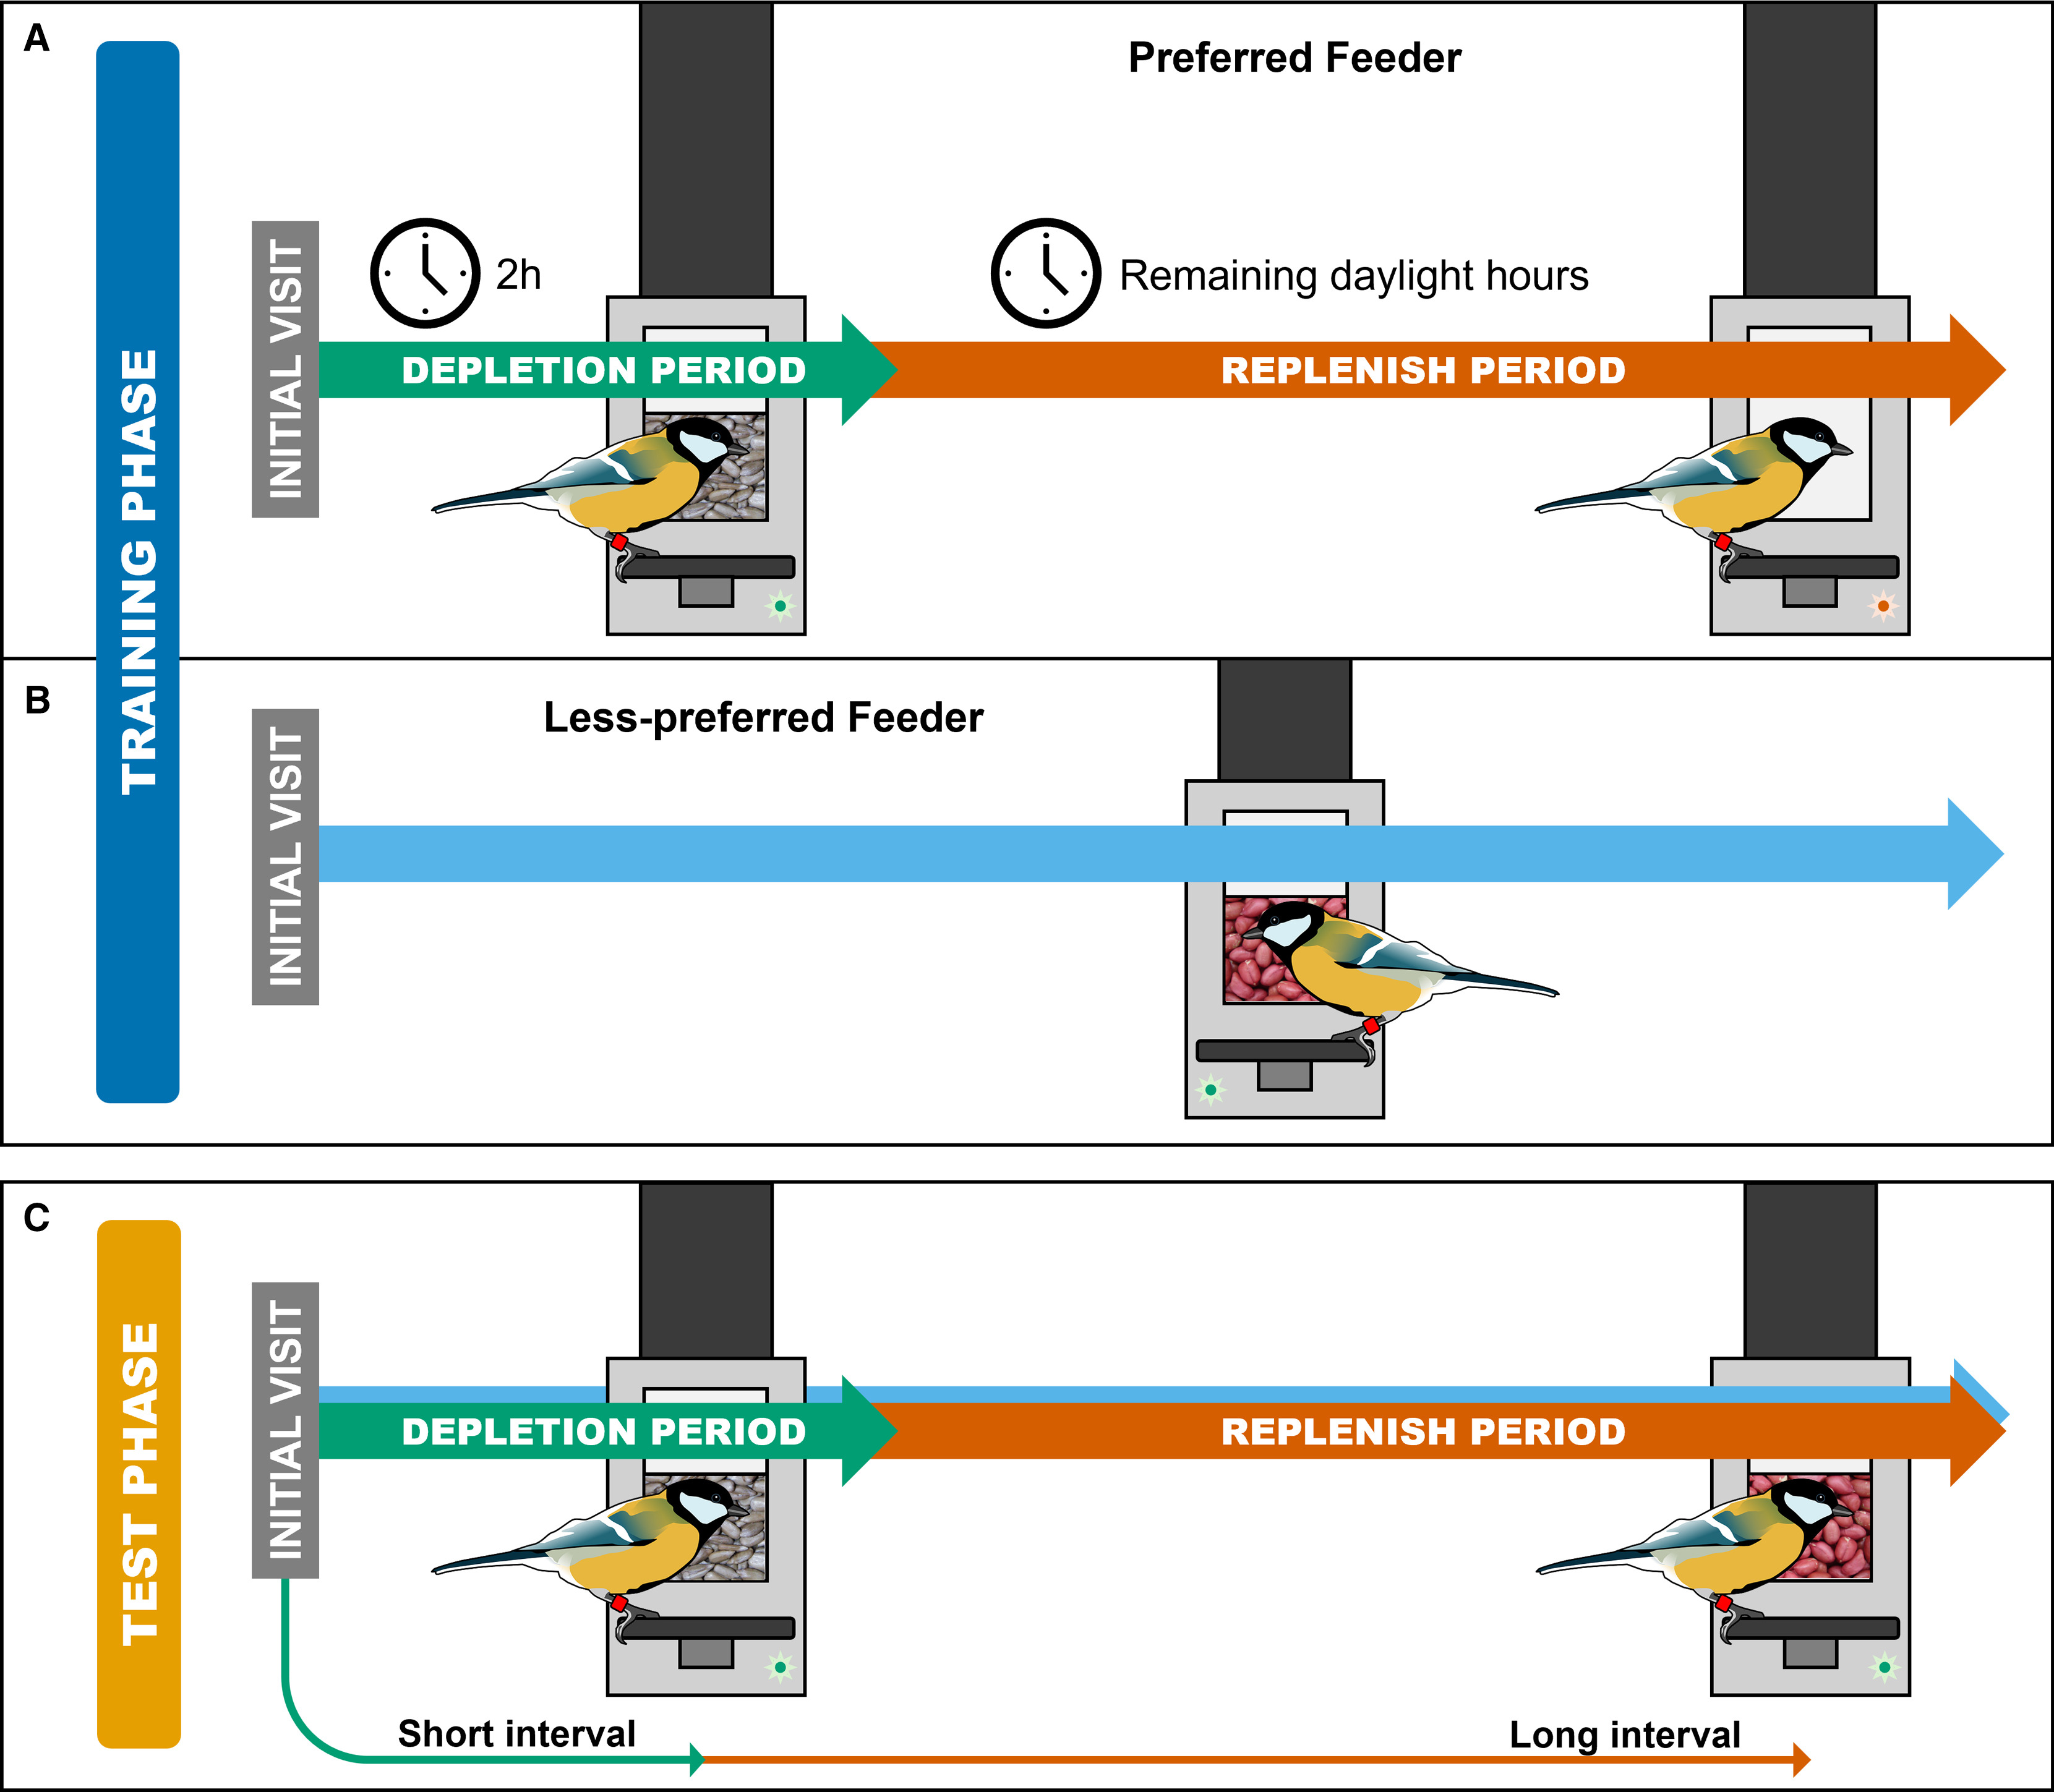 A
Preferred Feeder
TRAINING PHASE
INITIAL VISIT
2h
Remaining daylight hours
DEPLETION PERIOD
REPLENISH PERIOD
B
Less-preferred Feeder
INITIAL VISIT
C
TEST PHASE
INITIAL VISIT
DEPLETION PERIOD
REPLENISH PERIOD
Short interval
Long interval